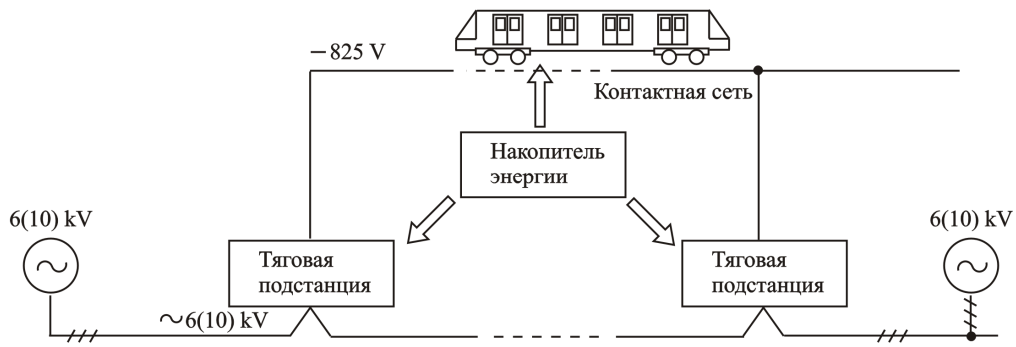 −825 V
Контактная сеть
Накопитель
энергии
6(10) kV
6(10) kV
Тяговая
подстанция
Тяговая
подстанция
~6(10) kV